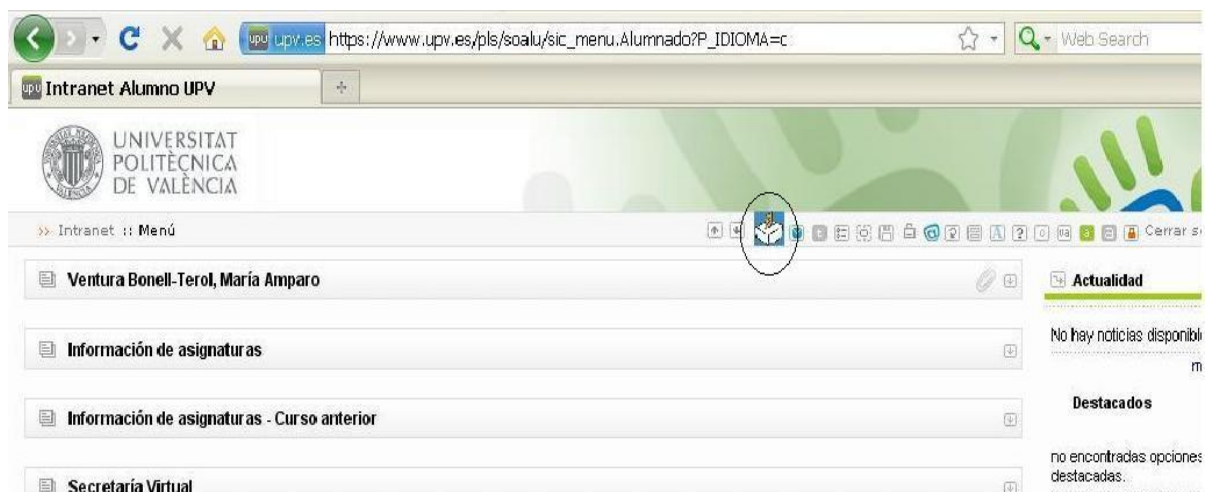 upv.es https://www.upv.es/pls/soalu/sic_menu.Alumnado?P_IDIOMA=c
Web Search
upv Intranet Alumno UPV
UNIVERSITAT
POLITÈCNICA
DE VALÈNCIA
>> Intranet :: Menú
Cerrar s
Ventura Bonell-Terol, María Amparo
Actualidad
No hay noticias disponibl
Información de asignaturas
m
Destacados
Información de asignaturas - Curso anterior
no encontradas opciones
destacadas.
Secretaría Virtual